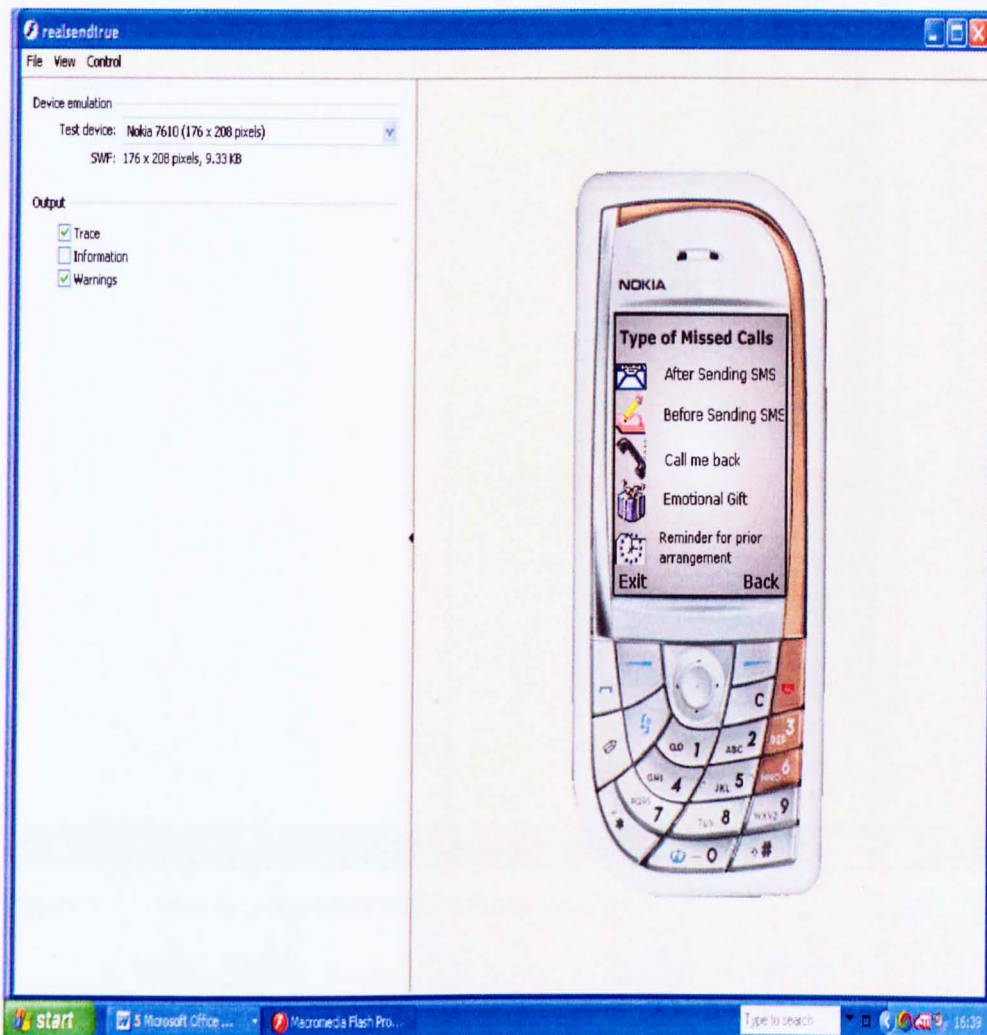 realsendtrue
File View Control
Device emulation
Test device: Nokia 7610 (176 x 208 pixels)
SWF: 176 x 208 pixels, 9.33 KB
Output
Trace
Information
Warnings
NOKIA
Type of Missed Calls
After Sending SMS
Before Sending SMS
Call me back
Emotional Gift
Reminder for prior
arrangement
Exit Back
C
1 ABC 2 DEF 3
GHI 4 JKL 5 MNO 6
PQRS 7 TUV 8 WXYZ 9
* 0 #
start 5 Microsoft Office ... Macromedia Flash Pro... Type to search 16:39